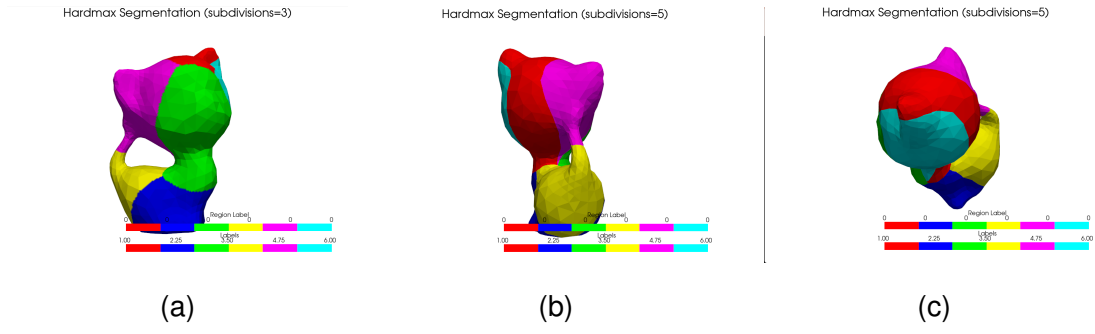 Hardmax Segmentation (subdivisions=3)
0 0 0 0 0
Region Label
Labels
1.00 2.25 3.50 4.75 6.00
(a)
Hardmax Segmentation (subdivisions=5)
0 0 0 0 0
Region Label
Labels
1.00 2.25 3.50 4.75 6.00
(b)
Hardmax Segmentation (subdivisions=5)
0 0 0 0 0
Region Label
Labels
1.00 2.25 3.50 4.75 6.00
(c)